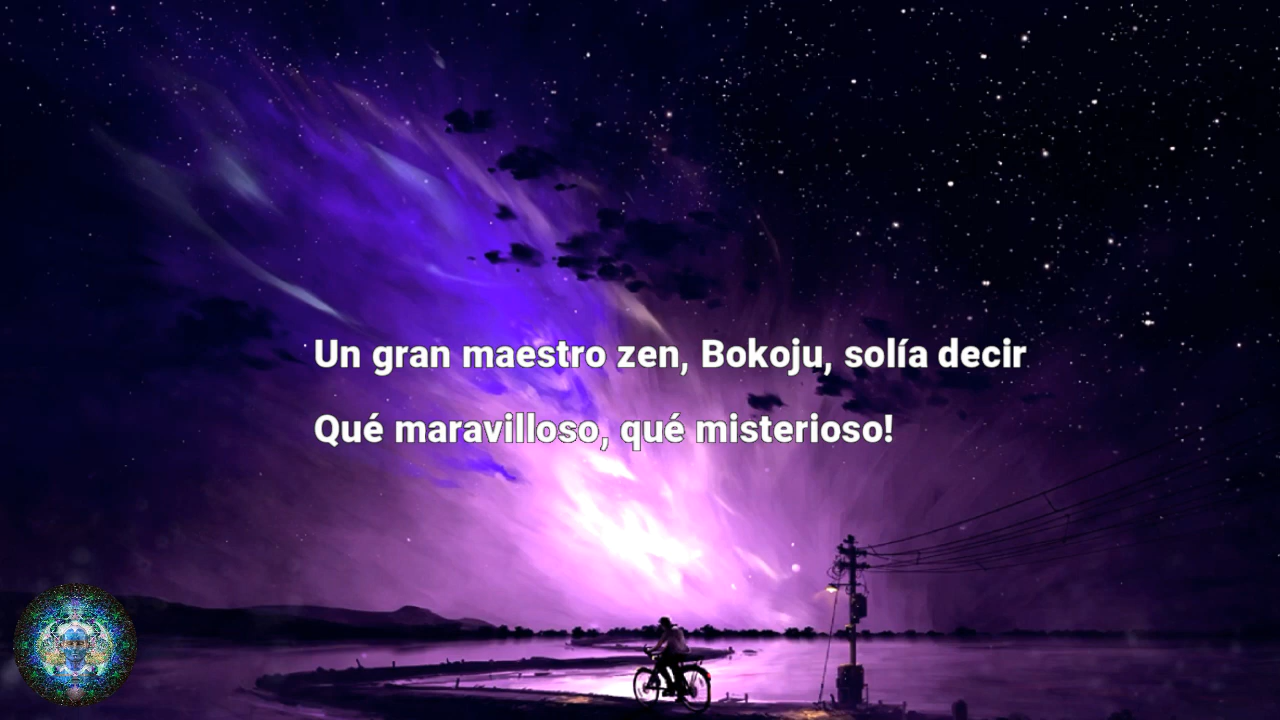 Un gran maestro zen, Bokoju, solía decir
Qué maravilloso, qué misterioso!